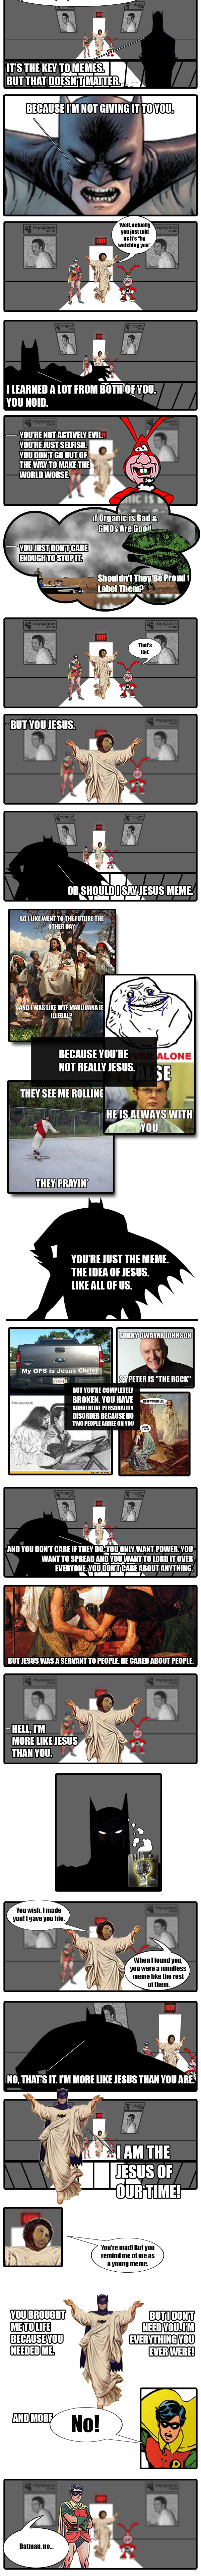 IT'S THE KEY TO MEMES.
BUT THAT DOESN'T MATTER.
BECAUSE I'M NOT GIVING IT TO YOU.
Well, actually
you just told
us it's "by
watching you".
I LEARNED A LOT FROM BOTH OF YOU.
YOU NOID.
YOU'RE NOT ACTIVELY EVIL.
YOU'RE JUST SELFISH.
YOU DON'T GO OUT OF
THE WAY TO MAKE THE
WORLD WORSE.
if Organic is Bad &
GMOs Are Good
YOU JUST DON'T CARE
ENOUGH TO STOP IT.
Shouldn't They Be Proud
Label Them?
That's
fair.
BUT YOU JESUS.
OR SHOULD I SAY JESUS MEME.
SO I LIKE WENT TO THE FUTURE THE
OTHER DAY
AND I WAS LIKE WTF MARIJUANA IS
ILLEGAL?
BECAUSE YOU'RE
NOT REALLY JESUS.
ALONE
HE IS ALWAYS WITH
YOU
THEY SEE ME ROLLING
THEY PRAYIN'
YOU'RE JUST THE MEME.
THE IDEA OF JESUS.
LIKE ALL OF US.
My GPS is Jesus Christ
SORRY DWAYNE JOHNSON
ST PETER IS "THE ROCK"
BUT YOU'RE COMPLETELY
BROKEN. YOU HAVE
BORDERLINE PERSONALITY
DISORDER BECAUSE NO
TWO PEOPLE AGREE ON YOU
AND YOU DON'T CARE IF THEY DO. YOU ONLY WANT POWER. YOU
WANT TO SPREAD AND YOU WANT TO LORD IT OVER
EVERYONE. YOU DON'T CARE ABOUT ANYTHING.
BUT JESUS WAS A SERVANT TO PEOPLE. HE CARED ABOUT PEOPLE.
HELL, I'M
MORE LIKE JESUS
THAN YOU.
You wish. I made
you! I gave you life.
When I found you,
you were a mindless
meme like the rest
of them.
NO, THAT'S IT. I'M MORE LIKE JESUS THAN YOU ARE.
I AM THE
JESUS OF
OUR TIME!
You're mad! But you
remind me of me as
a young meme.
YOU BROUGHT
ME TO LIFE
BECAUSE YOU
NEEDED ME.
BUT I DON'T
NEED YOU. I'M
EVERYTHING YOU
EVER WERE!
AND MORE
No!
Batman, no...